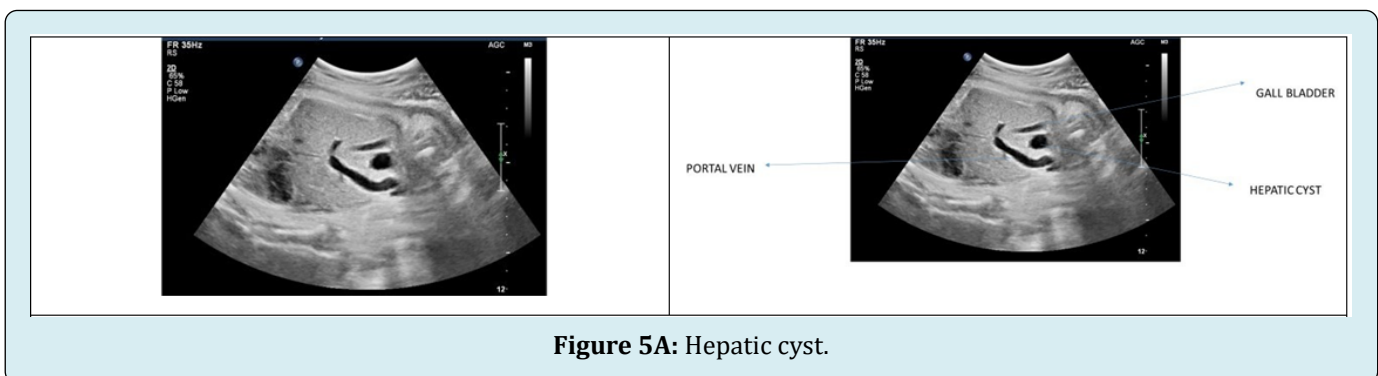 FR 35Hz
RS
2D
65%
C 58
P Low
HGen
AGC
M3
12
FR 35Hz
RS
2D
65%
C 58
P Low
HGen
AGC
M3
12
GALL BLADDER
PORTAL VEIN
HEPATIC CYST
Figure 5A: Hepatic cyst.